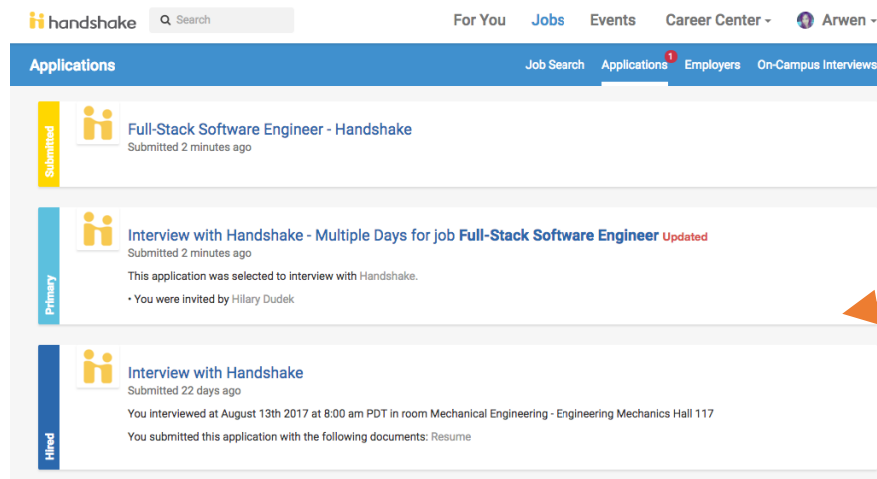 handshake Search For You Jobs Events Career Center Arwen
Applications Job Search Applications 1 Employers On-Campus Interviews
Submitted
Full-Stack Software Engineer - Handshake
Submitted 2 minutes ago
Primary
Interview with Handshake - Multiple Days for job Full-Stack Software Engineer Updated
Submitted 2 minutes ago
This application was selected to interview with Handshake.
• You were invited by Hilary Dudek
Hired
Interview with Handshake
Submitted 22 days ago
You interviewed at August 13th 2017 at 8:00 am PDT in room Mechanical Engineering - Engineering Mechanics Hall 117
You submitted this application with the following documents: Resume